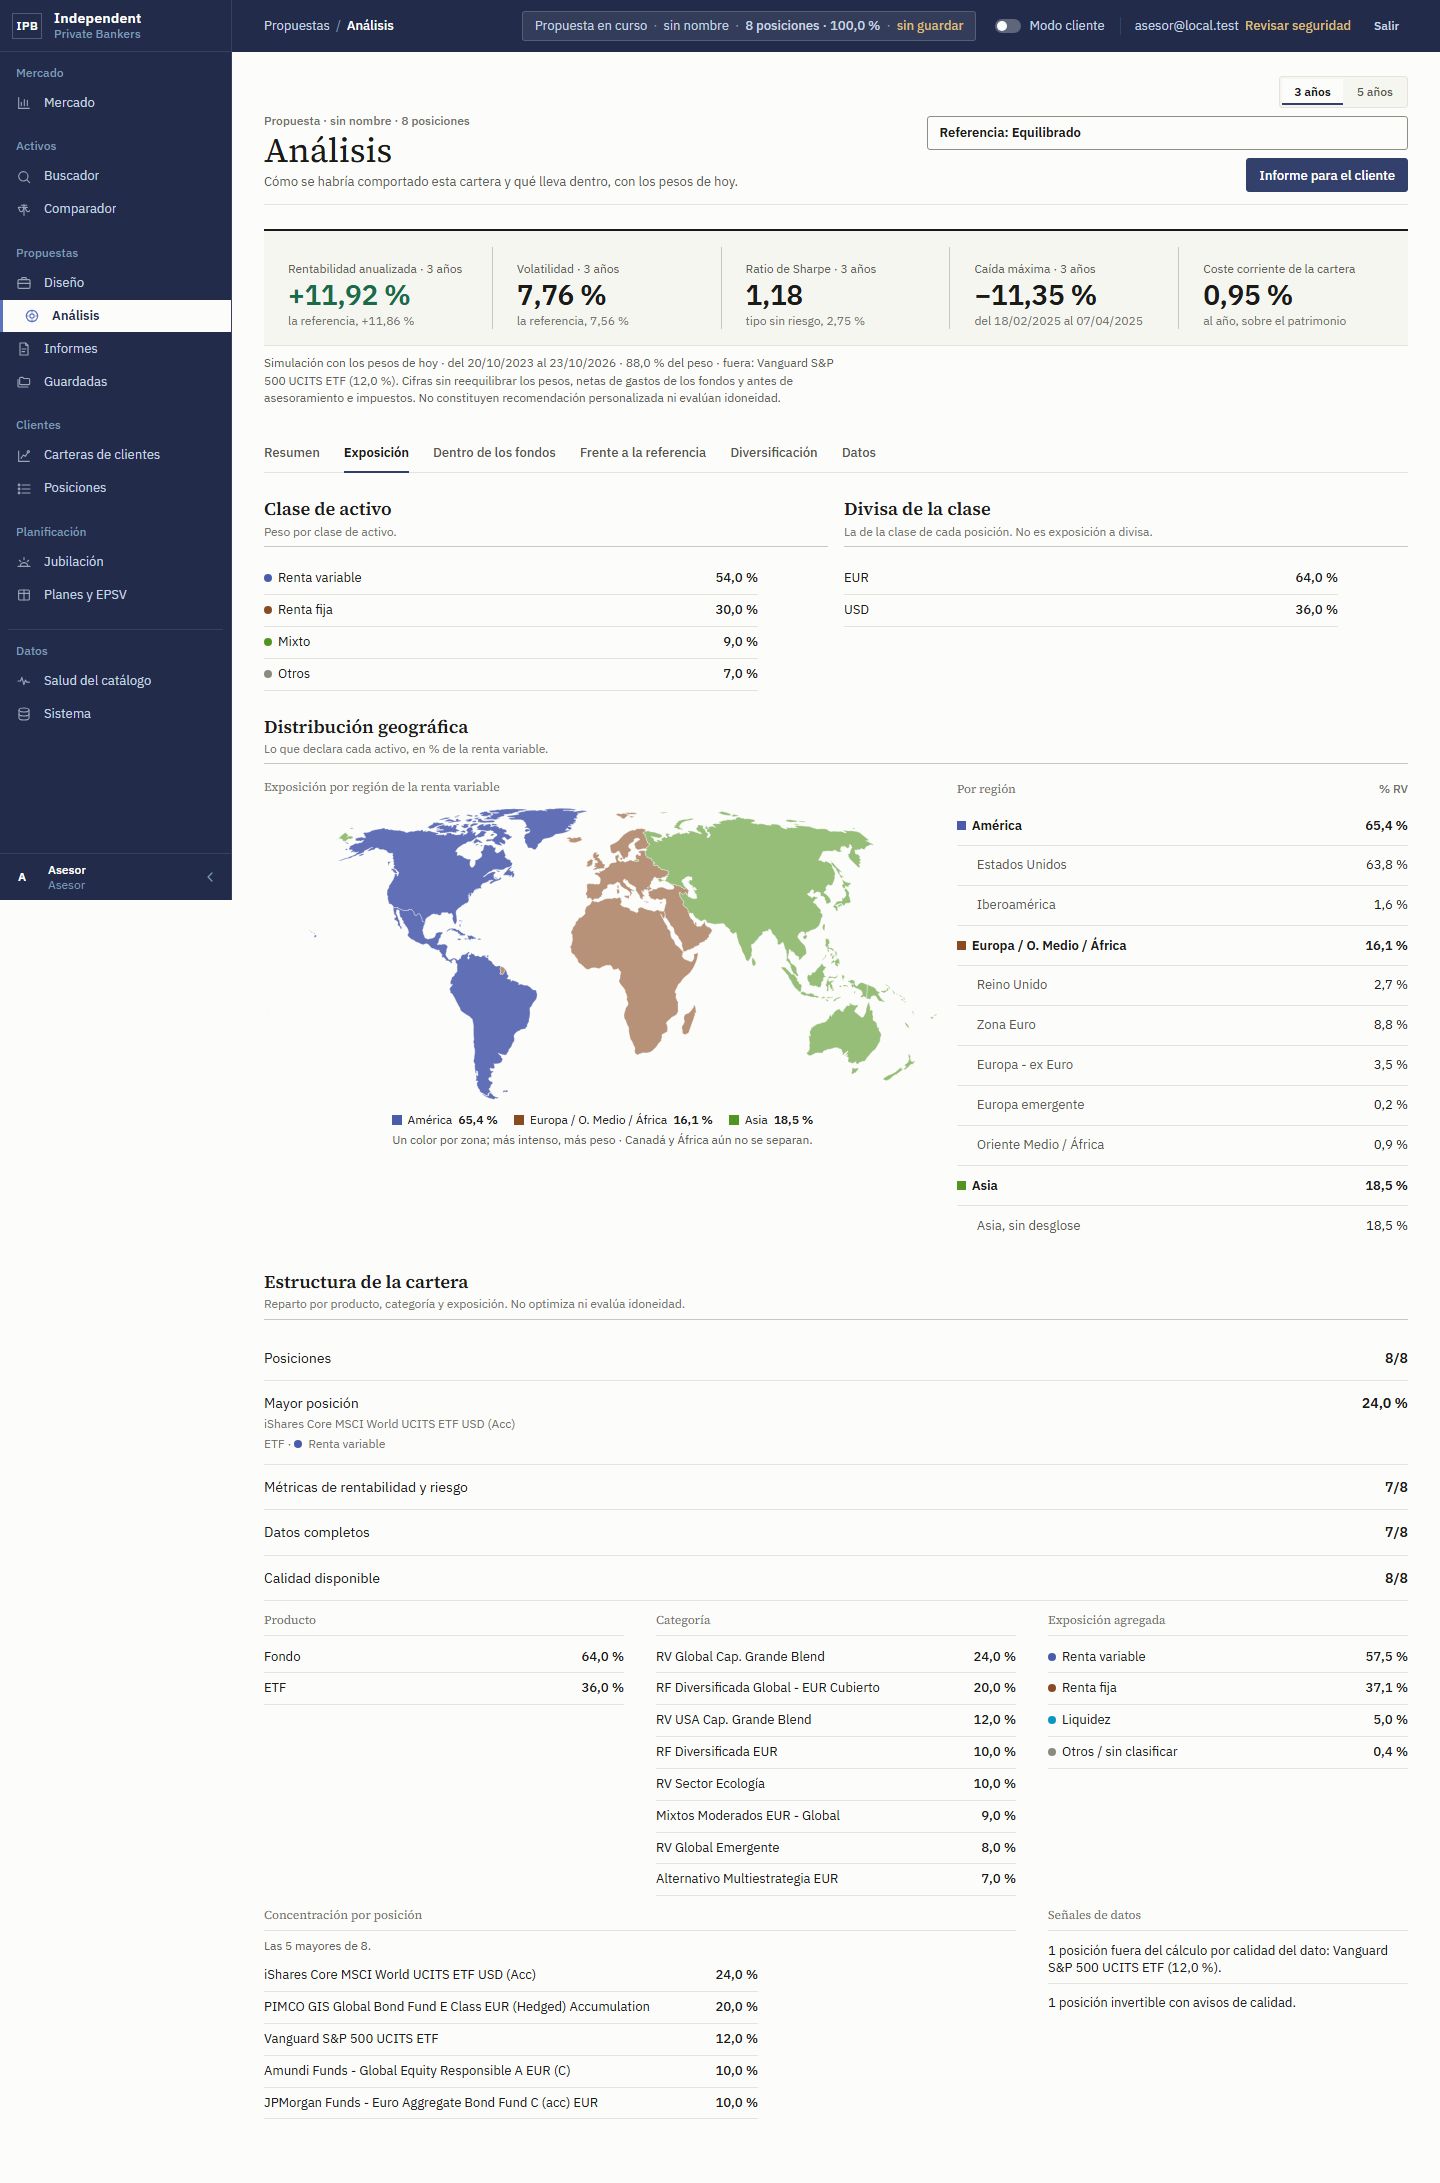 IPB
Independent
Private Bankers
Propuestas / Análisis
Propuesta en curso · sin nombre · 8 posiciones · 100,0 % · sin guardar
Modo cliente
asesor@local.test Revisar seguridad
Salir
Mercado
Mercado
Activos
Buscador
Comparador
Propuestas
Diseño
Análisis
Informes
Guardadas
Clientes
Carteras de clientes
Posiciones
Planificación
Jubilación
Planes y EPSV
Datos
Salud del catálogo
Sistema
A
Asesor
Asesor
3 años
5 años
Propuesta · sin nombre · 8 posiciones
Análisis
Cómo se habría comportado esta cartera y qué lleva dentro, con los pesos de hoy.
Referencia: Equilibrado
Informe para el cliente
Rentabilidad anualizada · 3 años
+11,92 %
la referencia, +11,86 %
Volatilidad · 3 años
7,76 %
la referencia, 7,56 %
Ratio de Sharpe · 3 años
1,18
tipo sin riesgo, 2,75 %
Caída máxima · 3 años
−11,35 %
del 18/02/2025 al 07/04/2025
Coste corriente de la cartera
0,95 %
al año, sobre el patrimonio
Simulación con los pesos de hoy · del 20/10/2023 al 23/10/2026 · 88,0 % del peso · fuera: Vanguard S&P
500 UCITS ETF (12,0 %). Cifras sin reequilibrar los pesos, netas de gastos de los fondos y antes de
asesoramiento e impuestos. No constituyen recomendación personalizada ni evalúan idoneidad.
Resumen
Exposición
Dentro de los fondos
Frente a la referencia
Diversificación
Datos
Clase de activo
Peso por clase de activo.
Renta variable 54,0 %
Renta fija 30,0 %
Mixto 9,0 %
Otros 7,0 %
Divisa de la clase
La de la clase de cada posición. No es exposición a divisa.
EUR 64,0 %
USD 36,0 %
Distribución geográfica
Lo que declara cada activo, en % de la renta variable.
Exposición por región de la renta variable
América 65,4 % Europa / O. Medio / África 16,1 % Asia 18,5 %
Un color por zona; más intenso, más peso · Canadá y África aún no se separan.
Por región % RV
América 65,4 %
Estados Unidos 63,8 %
Iberoamérica 1,6 %
Europa / O. Medio / África 16,1 %
Reino Unido 2,7 %
Zona Euro 8,8 %
Europa - ex Euro 3,5 %
Europa emergente 0,2 %
Oriente Medio / África 0,9 %
Asia 18,5 %
Asia, sin desglose 18,5 %
Estructura de la cartera
Reparto por producto, categoría y exposición. No optimiza ni evalúa idoneidad.
Posiciones 8/8
Mayor posición 24,0 %
iShares Core MSCI World UCITS ETF USD (Acc)
ETF · Renta variable
Métricas de rentabilidad y riesgo 7/8
Datos completos 7/8
Calidad disponible 8/8
Producto
Fondo 64,0 %
ETF 36,0 %
Categoría
RV Global Cap. Grande Blend 24,0 %
RF Diversificada Global - EUR Cubierto 20,0 %
RV USA Cap. Grande Blend 12,0 %
RF Diversificada EUR 10,0 %
RV Sector Ecología 10,0 %
Mixtos Moderados EUR - Global 9,0 %
RV Global Emergente 8,0 %
Alternativo Multiestrategia EUR 7,0 %
Exposición agregada
Renta variable 57,5 %
Renta fija 37,1 %
Liquidez 5,0 %
Otros / sin clasificar 0,4 %
Concentración por posición
Las 5 mayores de 8.
iShares Core MSCI World UCITS ETF USD (Acc) 24,0 %
PIMCO GIS Global Bond Fund E Class EUR (Hedged) Accumulation 20,0 %
Vanguard S&P 500 UCITS ETF 12,0 %
Amundi Funds - Global Equity Responsible A EUR (C) 10,0 %
JPMorgan Funds - Euro Aggregate Bond Fund C (acc) EUR 10,0 %
Señales de datos
1 posición fuera del cálculo por calidad del dato: Vanguard
S&P 500 UCITS ETF (12,0 %).
1 posición invertible con avisos de calidad.